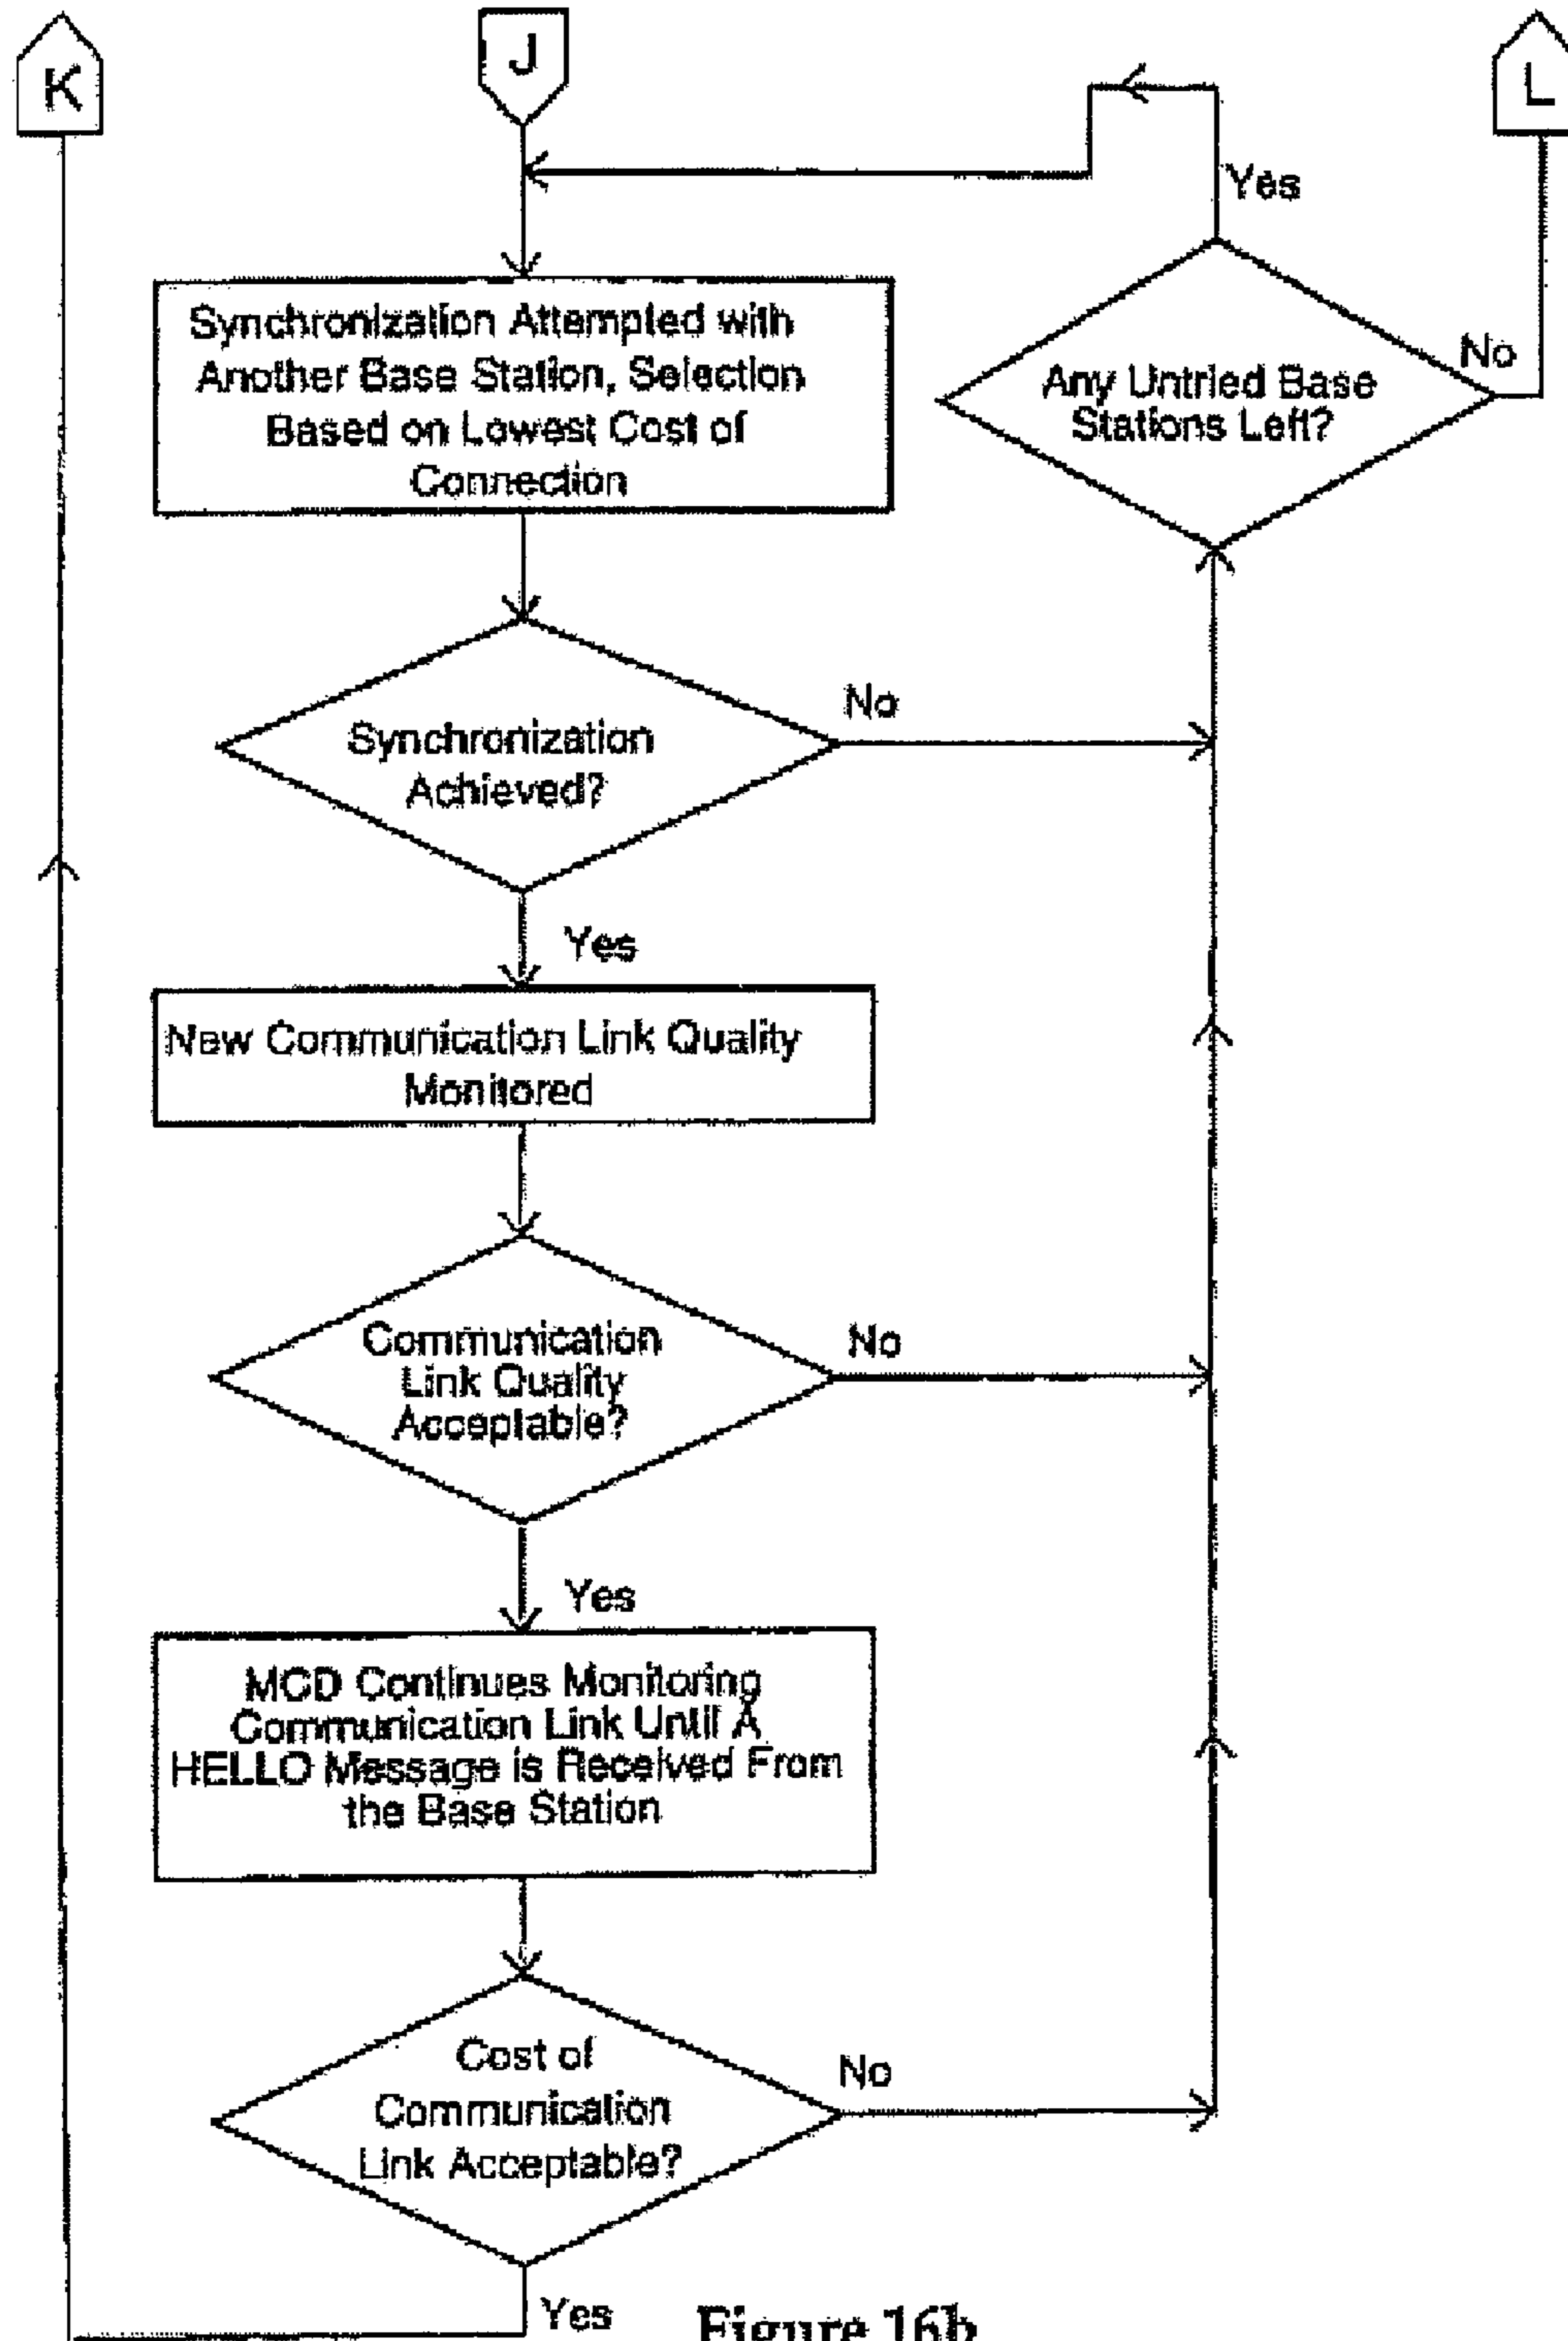 K
J
L
Yes
Synchronization Attempted with
Another Base Station, Selection
Based on Lowest Cost of
Connection
Any Untried Base
Stations Left?
No
Synchronization
Achieved?
No
Yes
New Communication Link Quality
Monitored
Communication
Link Quality
Acceptable?
No
Yes
MCD Continues Monitoring
Communication Link Until A
HELLO Message is Received From
the Base Station
Cost of
Communication
Link Acceptable?
No
Yes
Figure 16b